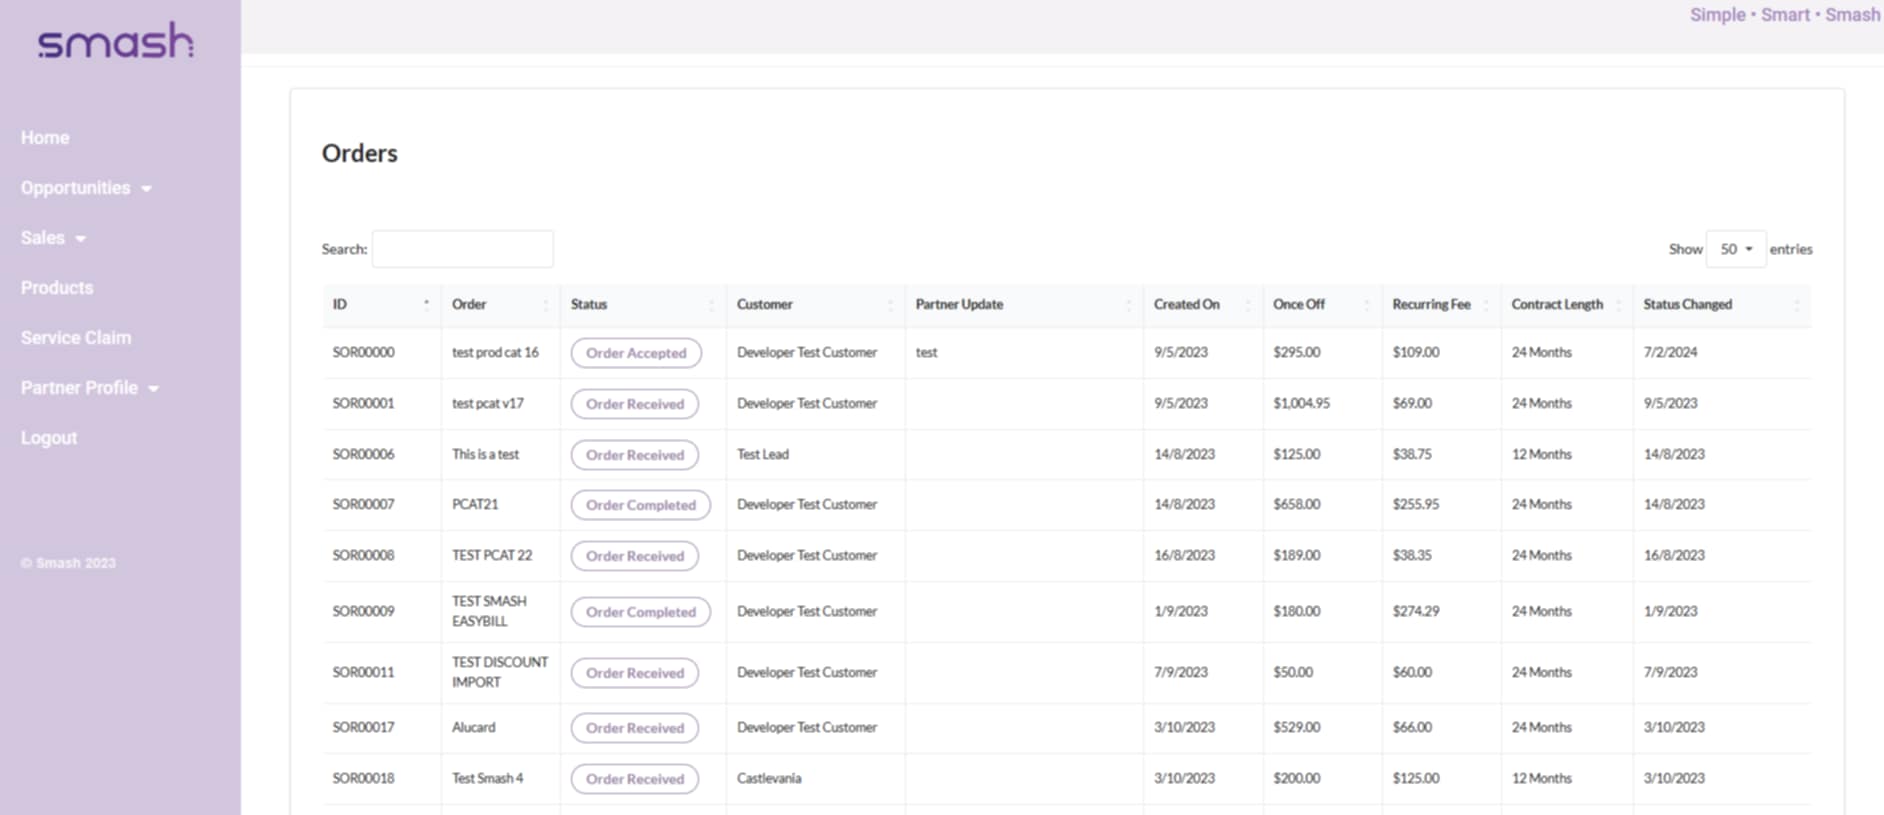 smash
Simple • Smart • Smash
Home
Opportunities
Sales
Products
Service Claim
Partner Profile
Logout
© Smash 2023
Orders
Search:
Show 50 entries
ID Order Status Customer Partner Update Created On Once Off Recurring Fee Contract Length Status Changed
SOR00000 test prod cat 16 Order Accepted Developer Test Customer test 9/5/2023 $295.00 $109.00 24 Months 7/2/2024
SOR00001 test pcat v17 Order Received Developer Test Customer 9/5/2023 $1,004.95 $69.00 24 Months 9/5/2023
SOR00006 This is a test Order Received Test Lead 14/8/2023 $125.00 $38.75 12 Months 14/8/2023
SOR00007 PCAT21 Order Completed Developer Test Customer 14/8/2023 $658.00 $255.95 24 Months 14/8/2023
SOR00008 TEST PCAT 22 Order Received Developer Test Customer 16/8/2023 $189.00 $38.35 24 Months 16/8/2023
SOR00009 TEST SMASH EASYBILL Order Completed Developer Test Customer 1/9/2023 $180.00 $274.29 24 Months 1/9/2023
SOR00011 TEST DISCOUNT IMPORT Order Received Developer Test Customer 7/9/2023 $50.00 $60.00 24 Months 7/9/2023
SOR00017 Alucard Order Received Developer Test Customer 3/10/2023 $529.00 $66.00 24 Months 3/10/2023
SOR00018 Test Smash 4 Order Received Castlevania 3/10/2023 $200.00 $125.00 12 Months 3/10/2023